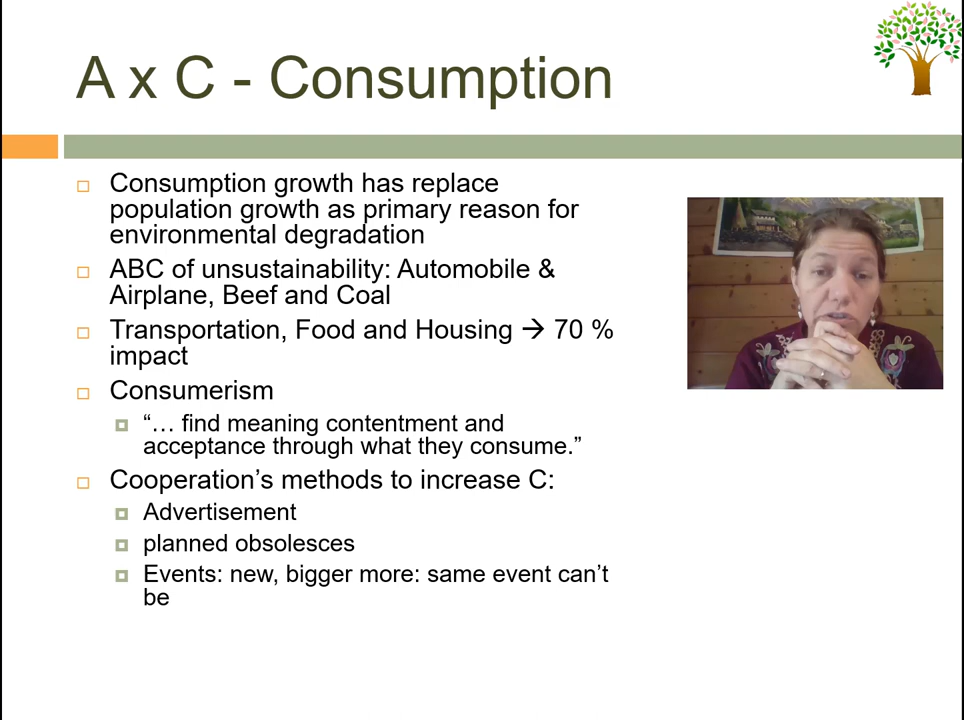 A x C - Consumption
Consumption growth has replace
population growth as primary reason for
environmental degradation
ABC of unsustainability: Automobile &
Airplane, Beef and Coal
Transportation, Food and Housing → 70 %
impact
Consumerism
“… find meaning contentment and
acceptance through what they consume.”
Cooperation’s methods to increase C:
Advertisement
planned obsolesces
Events: new, bigger more: same event can’t
be